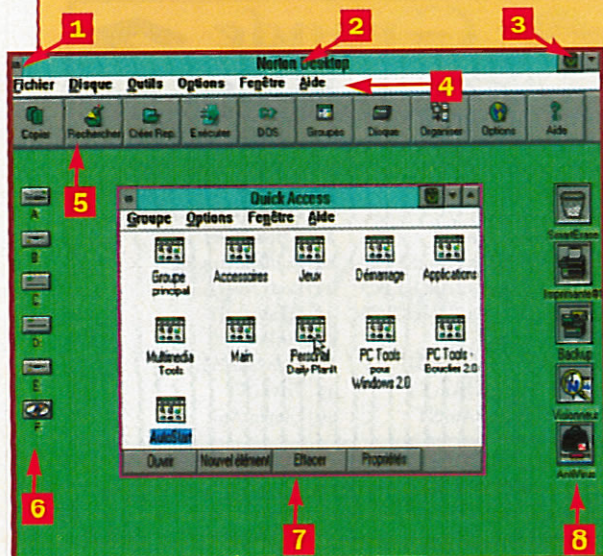 1
2
3
Norton Desktop
Fichier Disque Outils Options Fenêtre Aide
4
Copier Rechercher Créer Rep. Exécuter DOS Groupes Disque Organiser Options Aide
5
Quick Access
Groupe Options Fenêtre Aide
A:
B:
C:
D:
E:
F:
Groupe principal
Accessoires
Jeux
Démarrage
Applications
Multimedia Tools
Main
Personal Daily PlanIt
PC Tools pour Windows 2.0
PC Tools - Bouclier 2.0
AutoStart
Ouvrir Nouvel élément Effacer Propriétés
SmartErase
Backup
Visionneur
AntiVirus
6
7
8